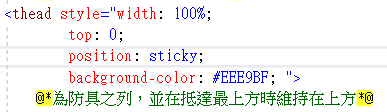 <thead style="width: 100%;
top: 0;
position: sticky;
background-color: #EEE9BF; ">
@*為防具之列，並在抵達最上方時維持在上方*@